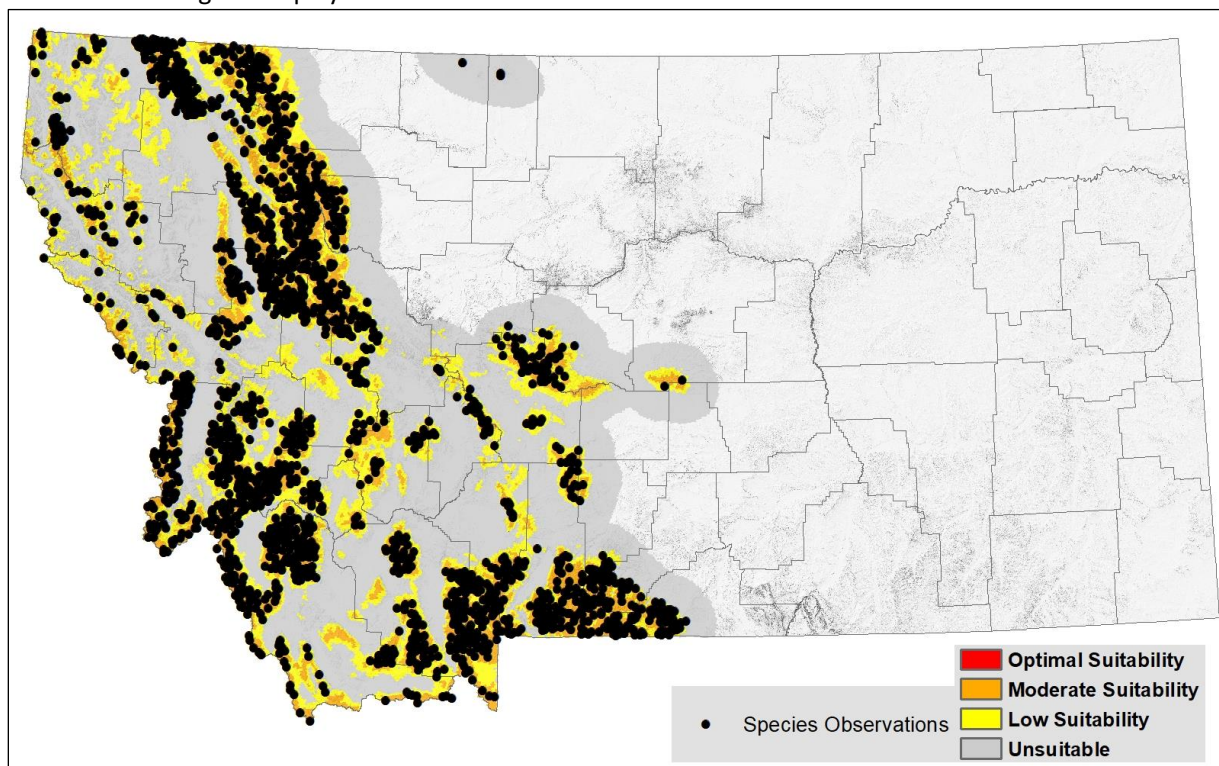 Optimal Suitability
Moderate Suitability
Species Observations
Low Suitability
Unsuitable